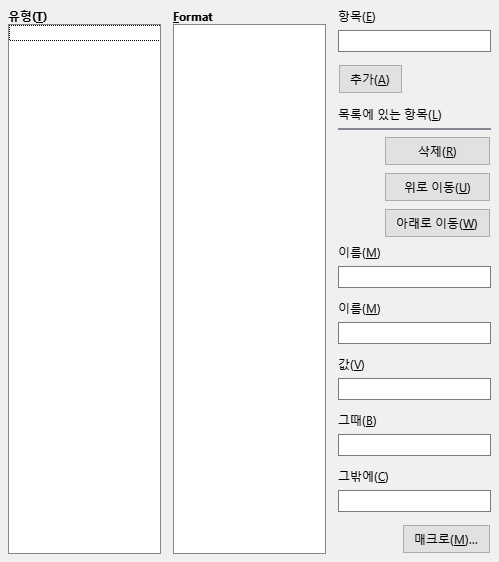 유형(T)
Format
항목(E)
추가(A)
목록에 있는 항목(L)
삭제(R)
위로 이동(U)
아래로 이동(W)
이름(M)
이름(M)
값(V)
그때(B)
그밖에(C)
매크로(M)...